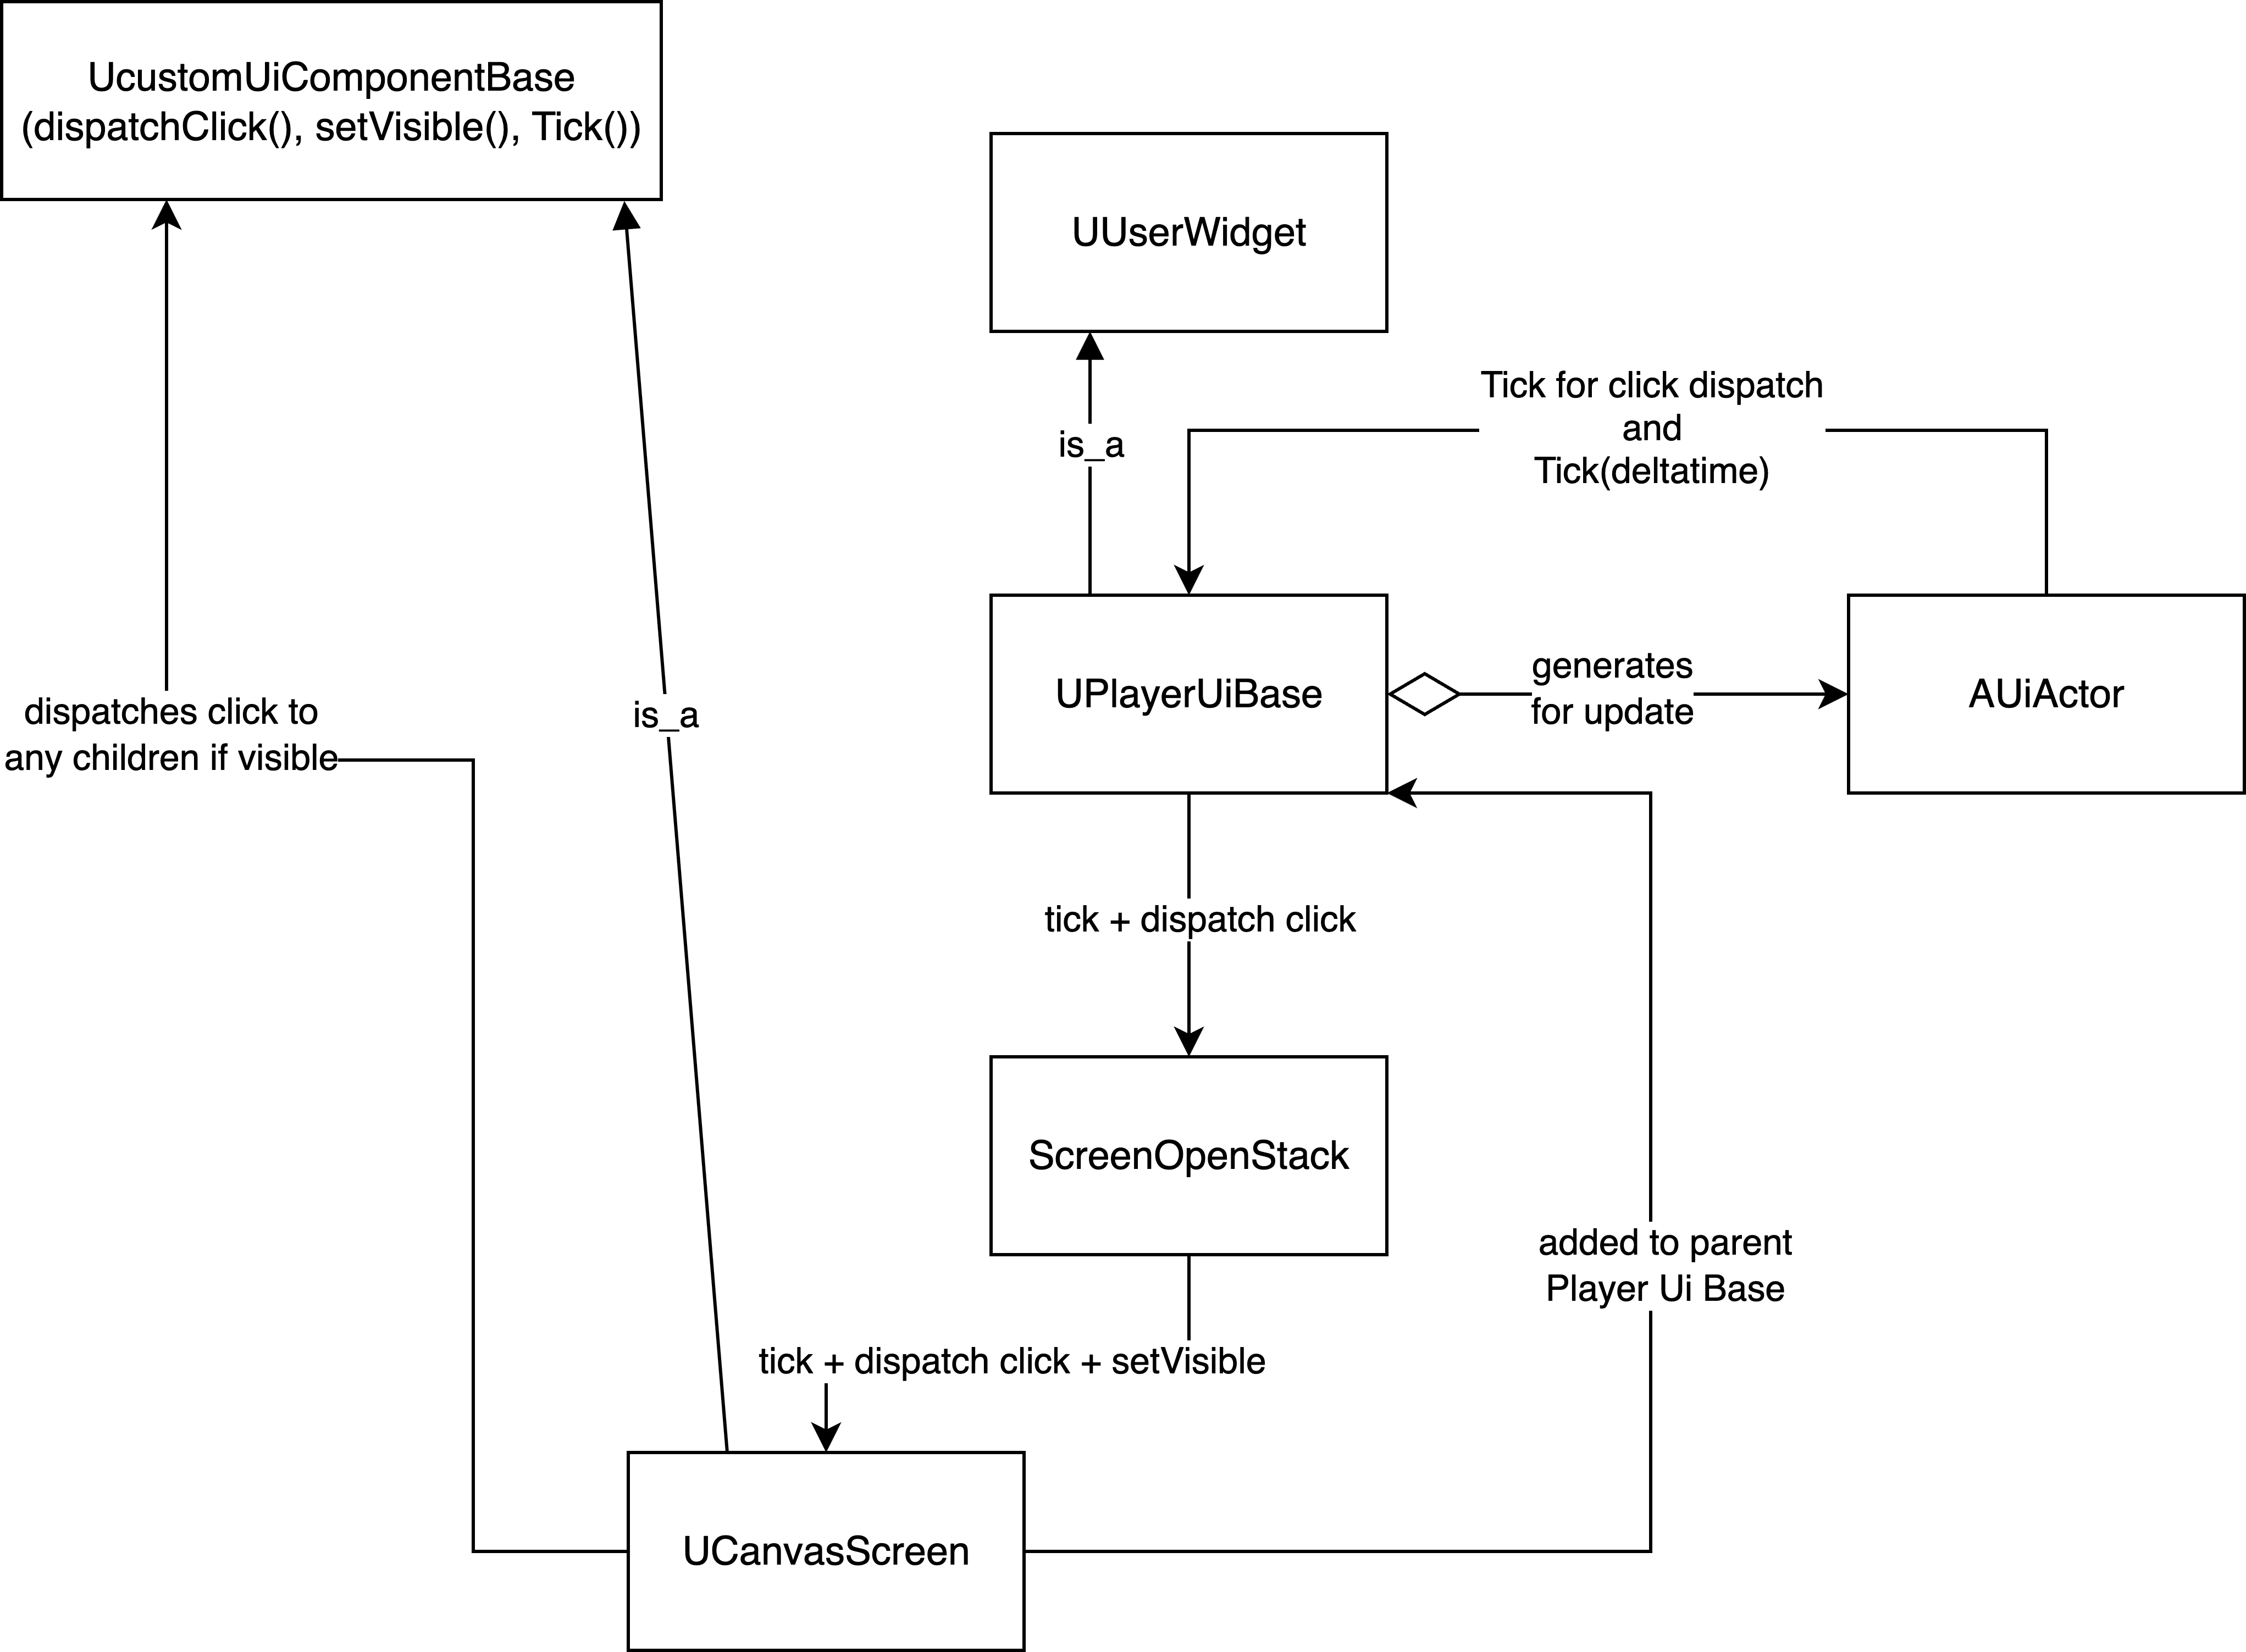 UcustomUiComponentBase
(dispatchClick(), setVisible(), Tick())
UUserWidget
Tick for click dispatch
and
Tick(deltatime)
is_a
UPlayerUiBase
generates
for update
AUiActor
dispatches click to
any children if visible
is_a
tick + dispatch click
ScreenOpenStack
added to parent
Player Ui Base
tick + dispatch click + setVisible
UCanvasScreen